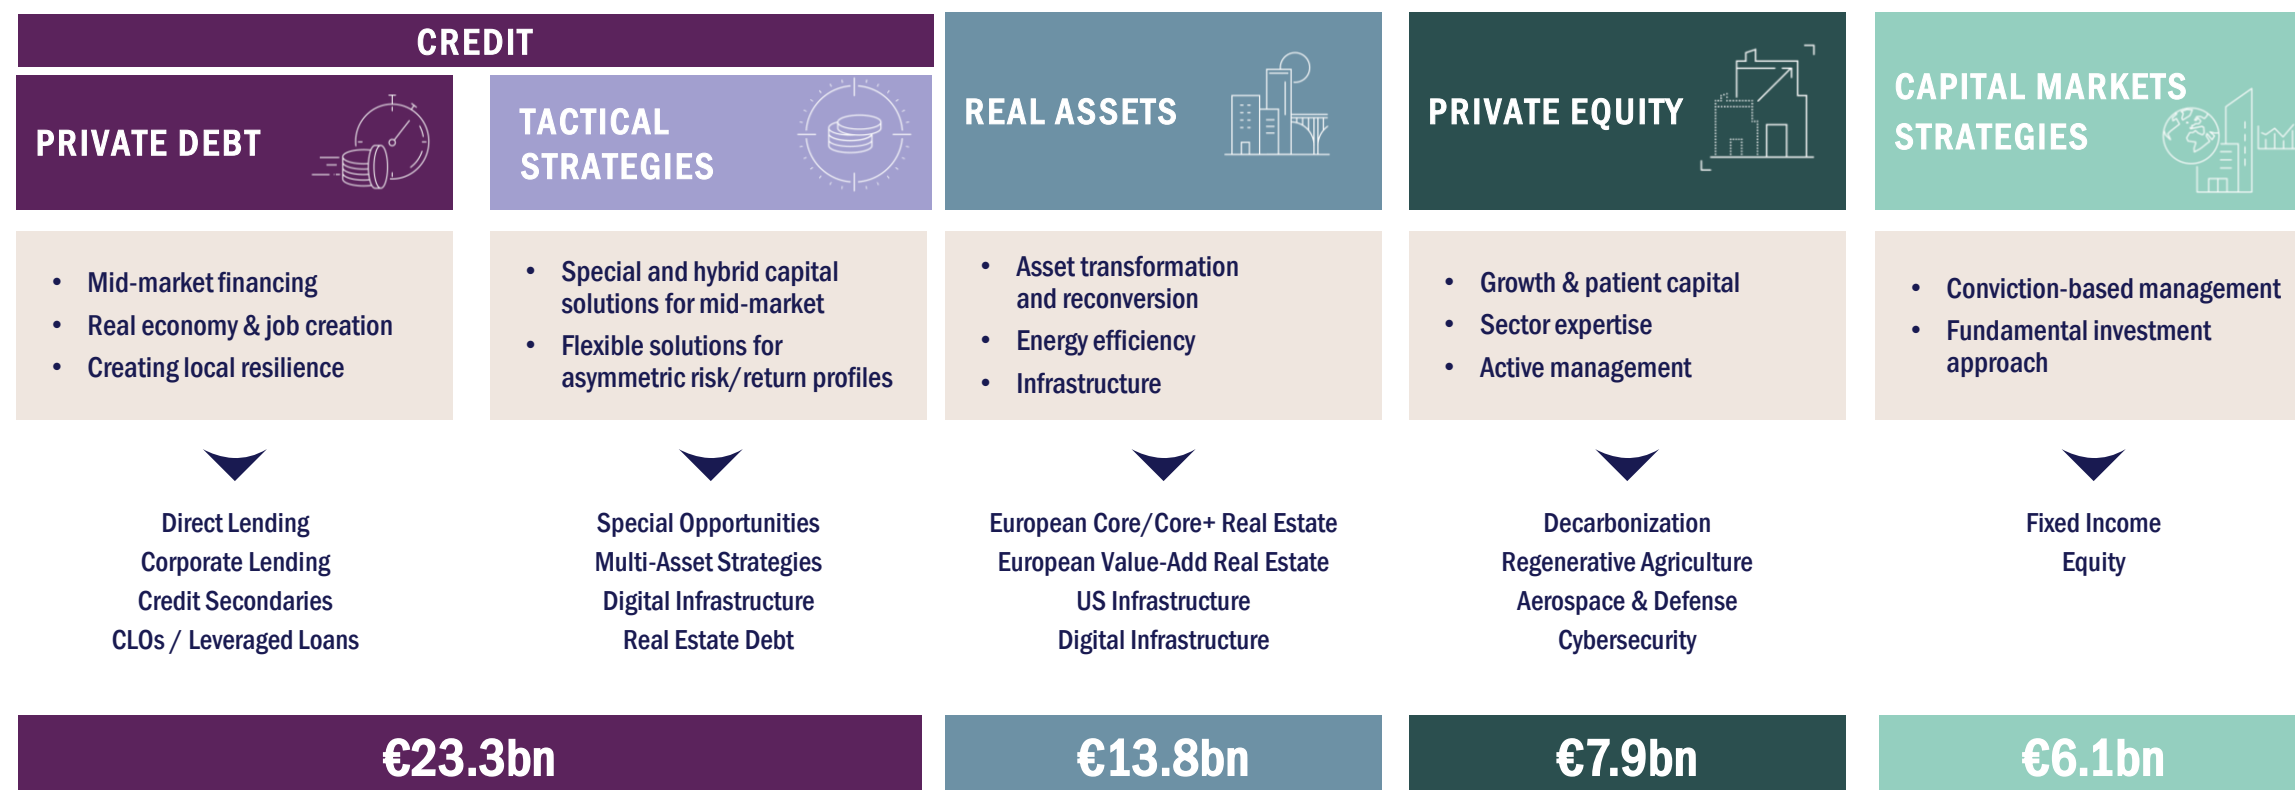 CREDIT
PRIVATE DEBT
TACTICAL
STRATEGIES
REAL ASSETS
PRIVATE EQUITY
CAPITAL MARKETS
STRATEGIES
• Mid-market financing
• Real economy & job creation
• Creating local resilience
• Special and hybrid capital
solutions for mid-market
• Flexible solutions for
asymmetric risk/return profiles
• Asset transformation
and reconversion
• Energy efficiency
• Infrastructure
• Growth & patient capital
• Sector expertise
• Active management
• Conviction-based management
• Fundamental investment
approach
Direct Lending
Corporate Lending
Credit Secondaries
CLOs / Leveraged Loans
Special Opportunities
Multi-Asset Strategies
Digital Infrastructure
Real Estate Debt
European Core/Core+ Real Estate
European Value-Add Real Estate
US Infrastructure
Digital Infrastructure
Decarbonization
Regenerative Agriculture
Aerospace & Defense
Cybersecurity
Fixed Income
Equity
€23.3bn
€13.8bn
€7.9bn
€6.1bn